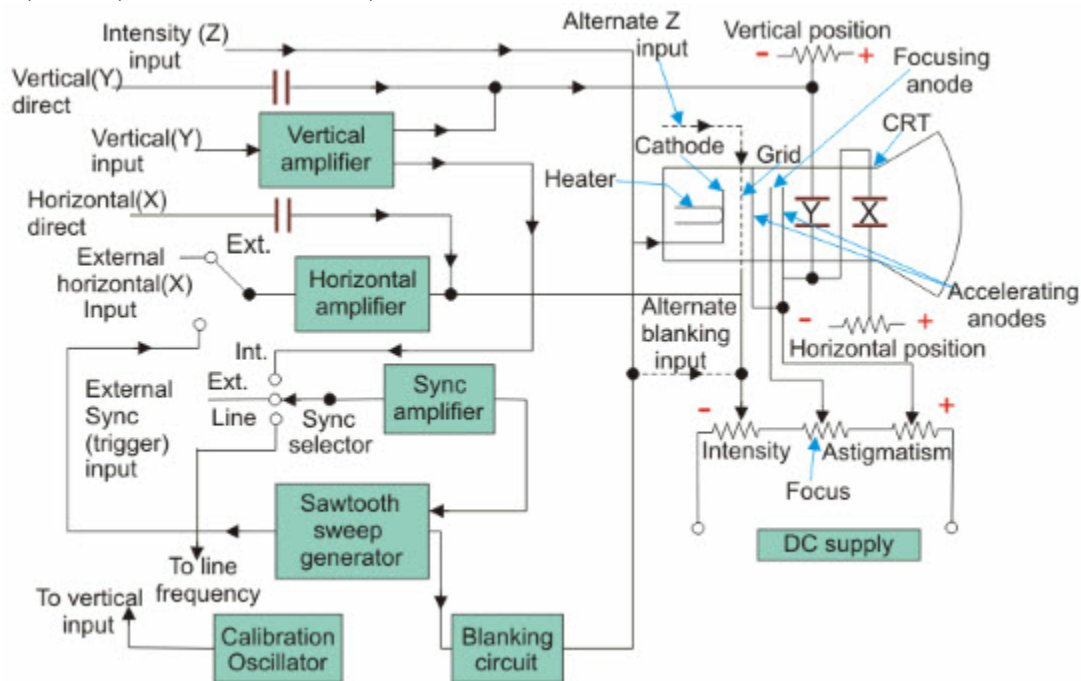 Intensity (Z)
input
Vertical(Y)
direct
Vertical(Y)
input
Vertical
amplifier
Horizontal(X)
direct
Ext.
External
horizontal(X)
Input
Horizontal
amplifier
Int.
Ext.
Line
External
Sync
(trigger)
input
Sync
selector
Sync
amplifier
Sawtooth
sweep
generator
To line
frequency
To vertical
input
Calibration
Oscillator
Blanking
circuit
Alternate Z
input
Vertical position
- +
Focusing
anode
CRT
Cathode
Grid
Heater
Y
X
Accelerating
anodes
Alternate
blanking
input
- +
Horizontal position
- +
Intensity
Astigmatism
Focus
DC supply